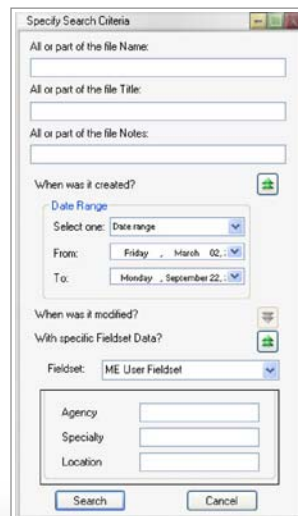 Specify Search Criteria
All or part of the file Name:
All or part of the file Title:
All or part of the file Notes:
When was it created?
Date Range
Select one: Date range
From: Friday , March 02,
To: Monday , September 22,
When was it modified?
With specific Fieldset Data?
Fieldset: ME User Fieldset
Agency
Specialty
Location
Search Cancel